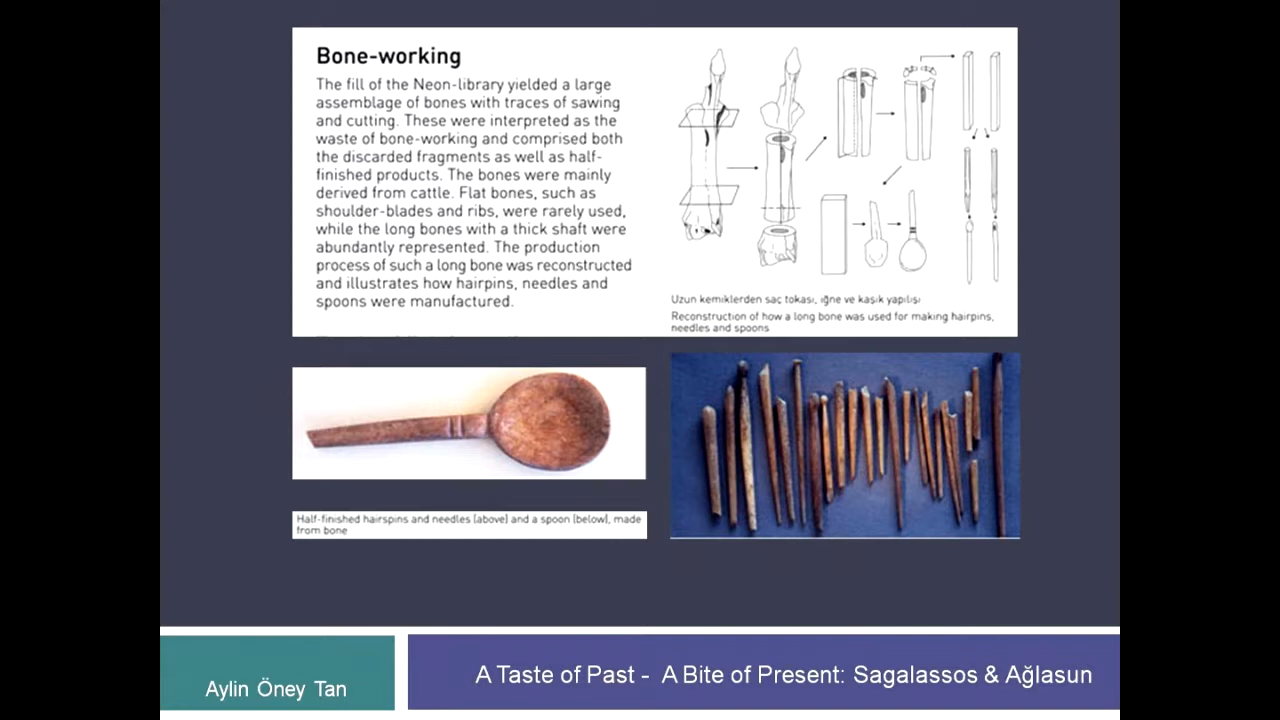 Bone-working
The fill of the Neon-library yielded a large
assemblage of bones with traces of sawing
and cutting. These were interpreted as the
waste of bone-working and comprised both
the discarded fragments as well as half-
finished products. The bones were mainly
derived from cattle. Flat bones, such as
shoulder-blades and ribs, were rarely used,
while the long bones with a thick shaft were
abundantly represented. The production
process of such a long bone was reconstructed
and illustrates how hairpins, needles and
spoons were manufactured.
Uzun kemiklerden saç tokası, iğne ve kaşık yapılışı
Reconstruction of how a long bone was used for making hairpins,
needles and spoons
Half-finished hairspins and needles (above) and a spoon (below), made
from bone
Aylin Öney Tan
A Taste of Past - A Bite of Present: Sagalassos & Ağlasun